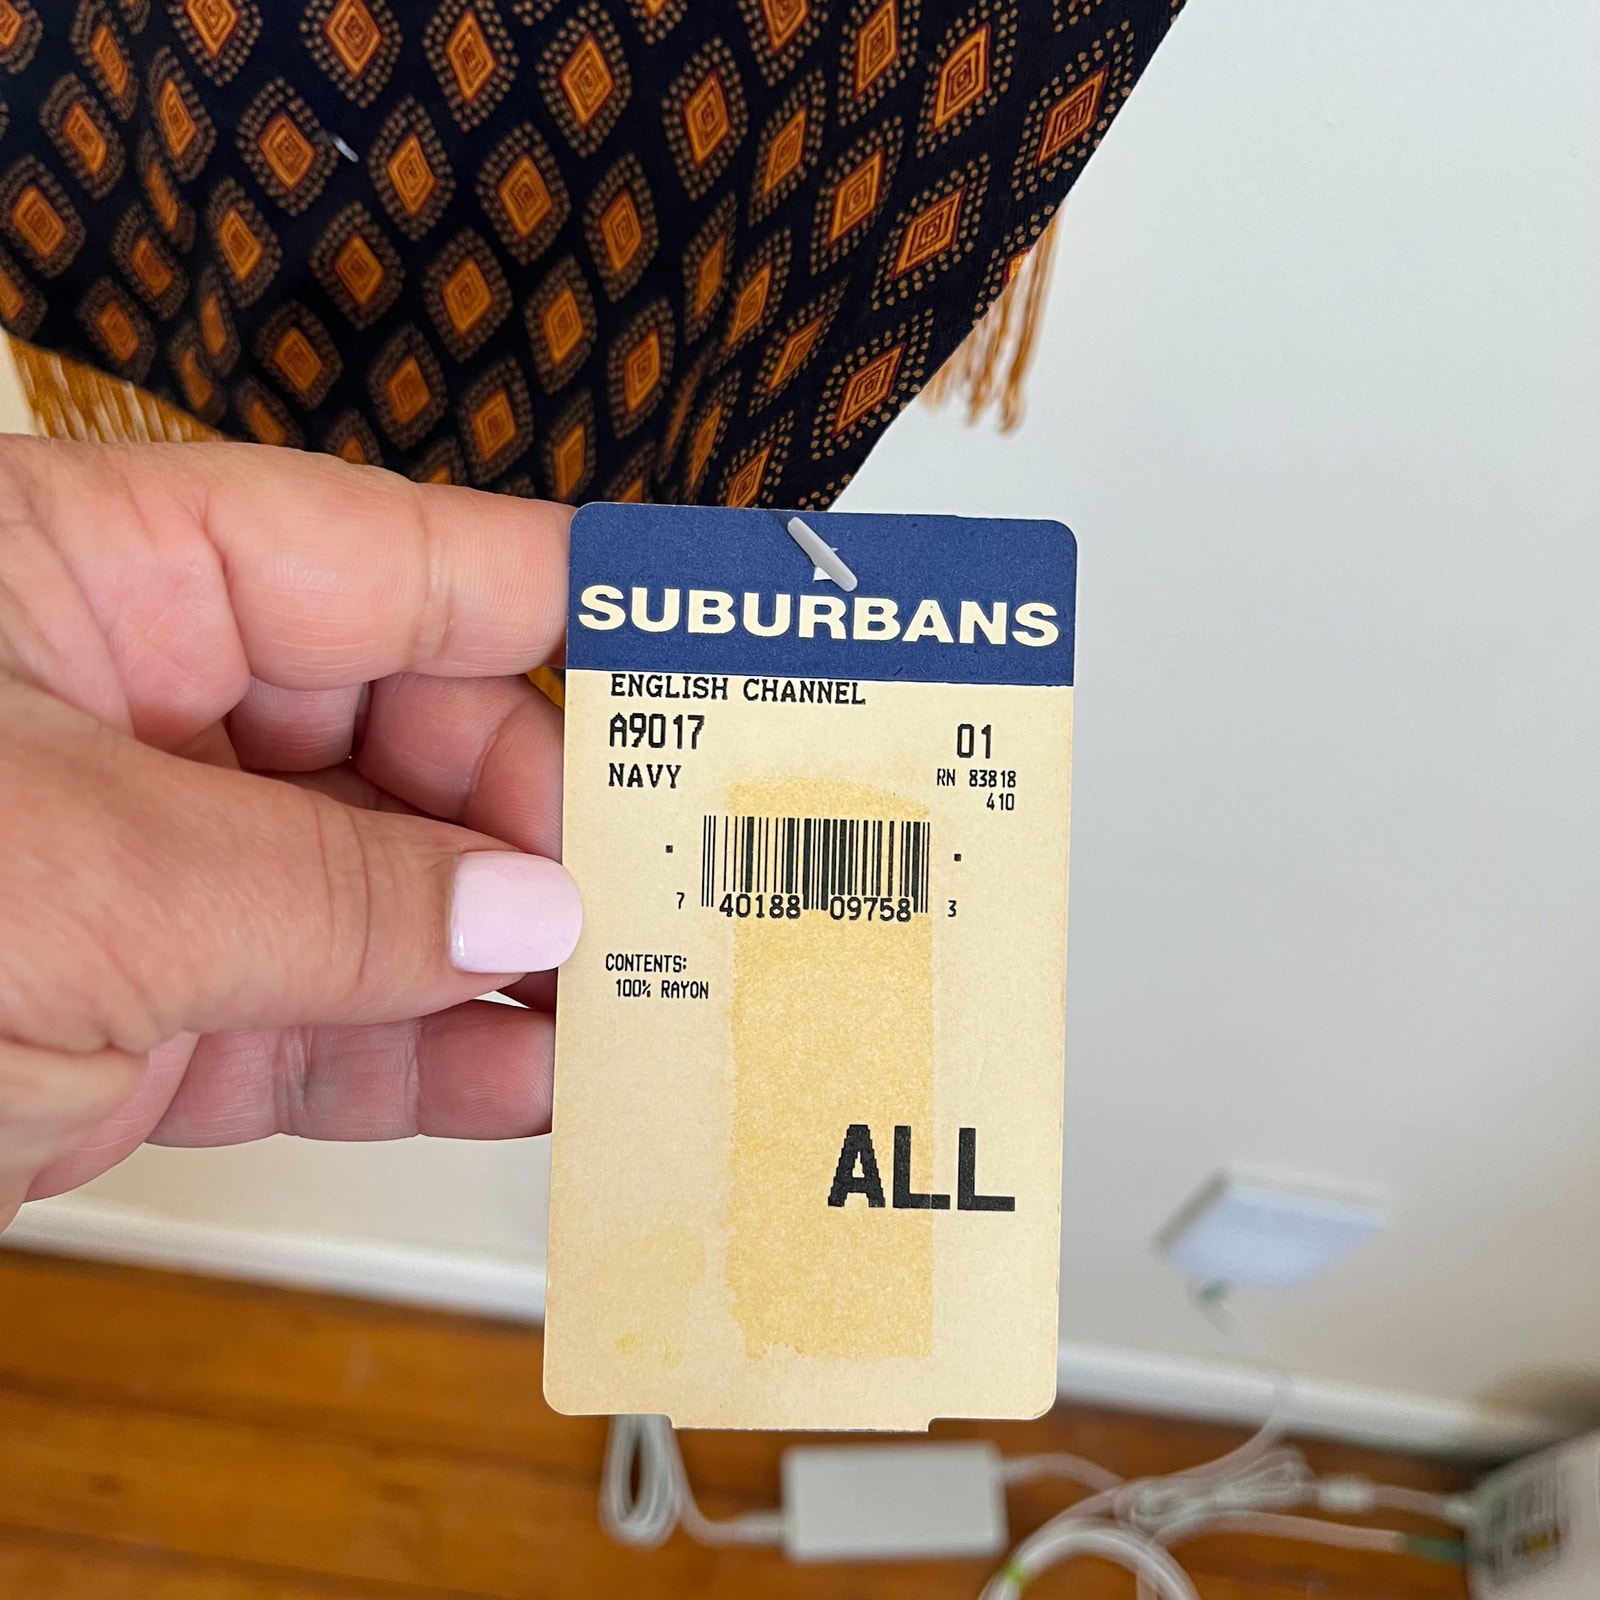 SUBURBANS
ENGLISH CHANNEL
A9017 01
NAVY RN 83818
410
7 40188 09758 3
CONTENTS:
100% RAYON
ALL